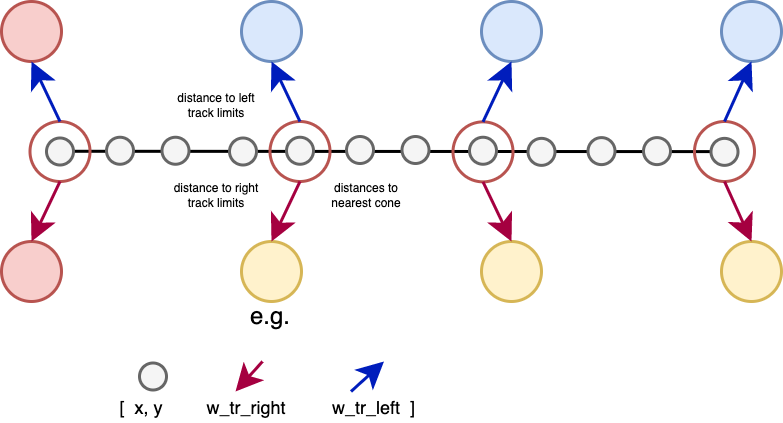 distance to left
track limits
distance to right
track limits
distances to
nearest cone
e.g.
[ x, y w_tr_right w_tr_left ]